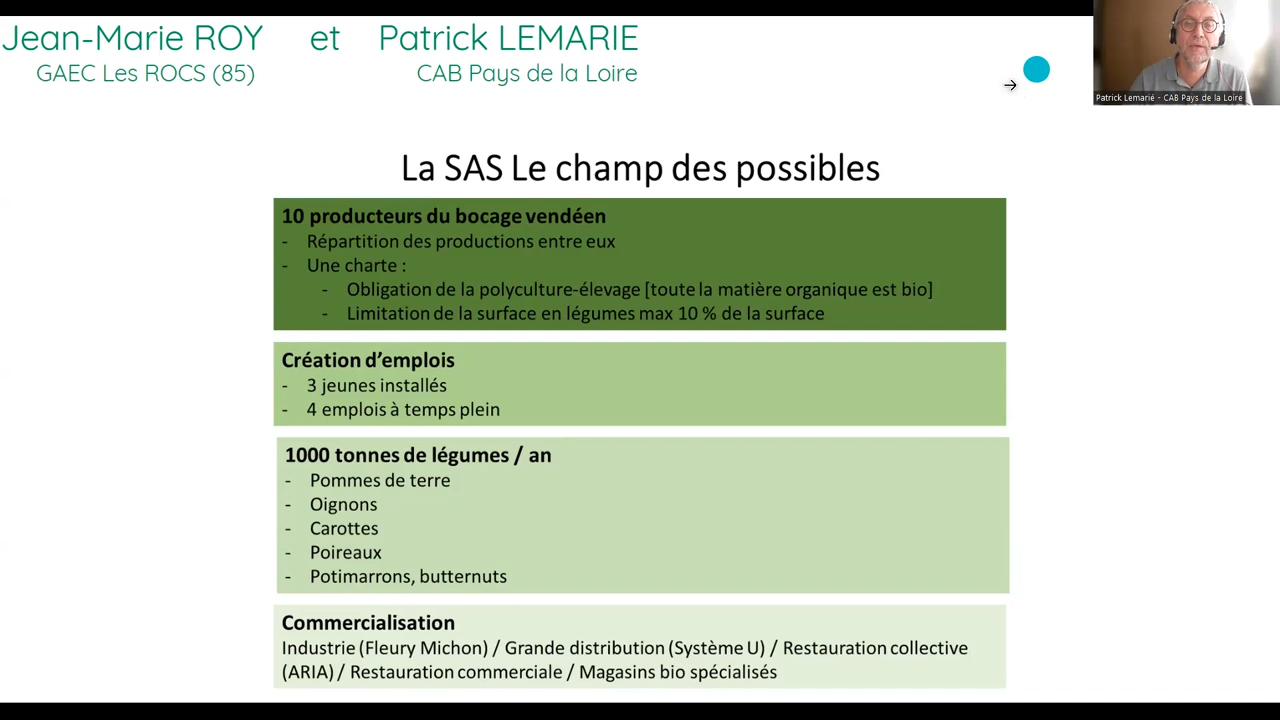 Jean-Marie ROY et Patrick LEMARIE
GAEC Les ROCS (85) CAB Pays de la Loire
Patrick Lemarié - CAB Pays de la Loire
La SAS Le champ des possibles
10 producteurs du bocage vendéen
- Répartition des productions entre eux
- Une charte :
- Obligation de la polyculture-élevage [toute la matière organique est bio]
- Limitation de la surface en légumes max 10 % de la surface
Création d'emplois
- 3 jeunes installés
- 4 emplois à temps plein
1000 tonnes de légumes / an
- Pommes de terre
- Oignons
- Carottes
- Poireaux
- Potimarrons, butternuts
Commercialisation
Industrie (Fleury Michon) / Grande distribution (Système U) / Restauration collective
(ARIA) / Restauration commerciale / Magasins bio spécialisés